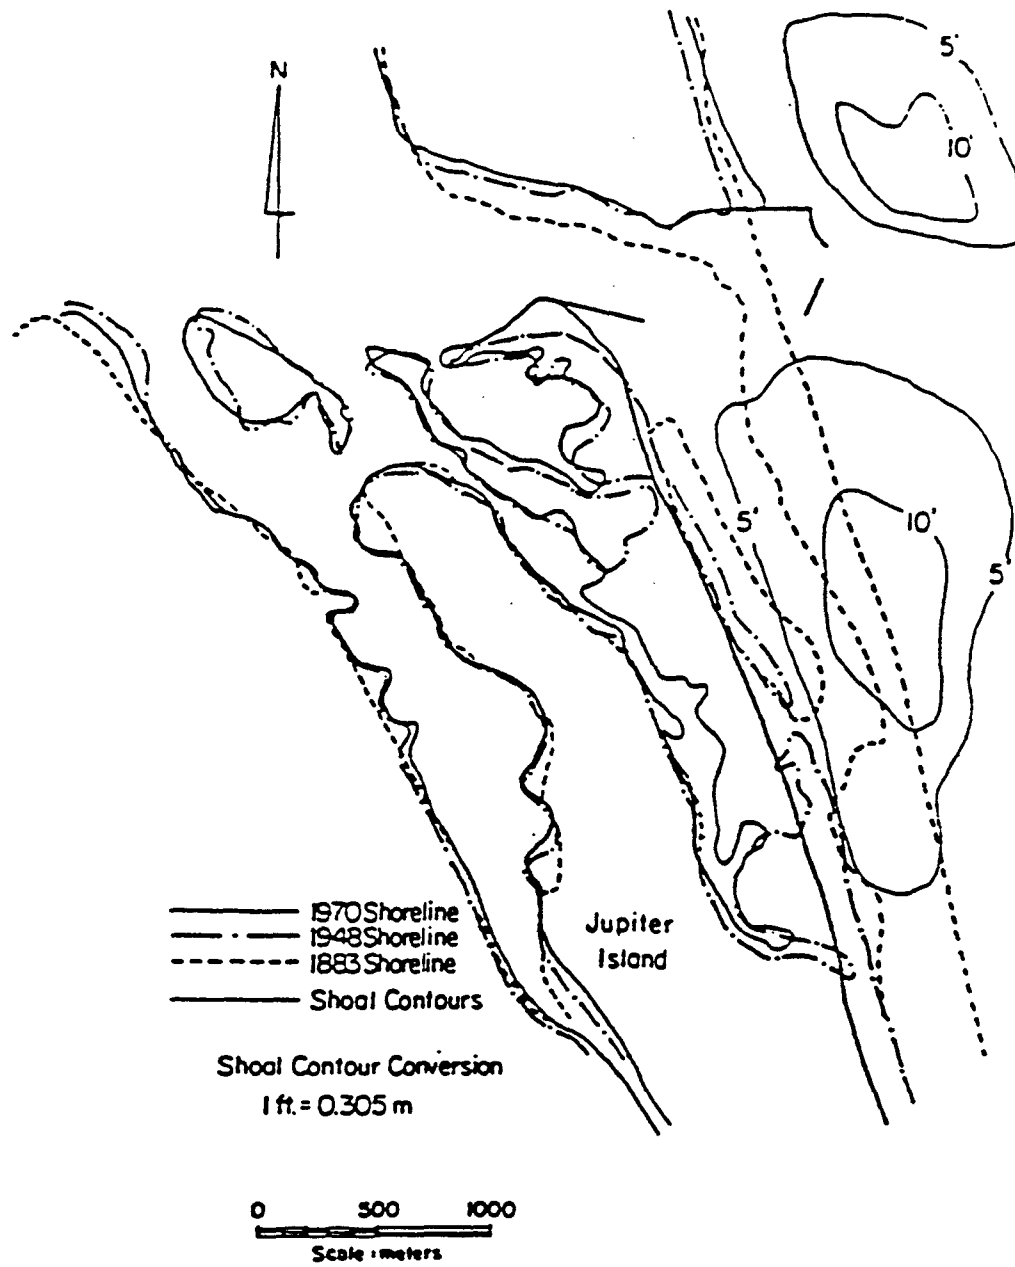 5'
N
10'
10'
5'
5'
1970 Shoreline
1948 Shoreline
1883 Shoreline
Shoal Contours
Jupiter
Island
Shoal Contour Conversion
1 ft. = 0.305 m
0 500 1000
Scale : meters